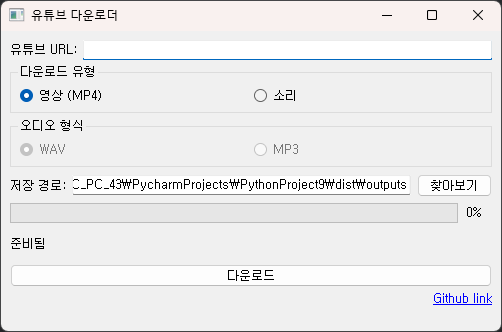 유튜브 다운로더
유튜브 URL:
다운로드 유형
영상 (MP4) 소리
오디오 형식
WAV MP3
저장 경로: C_PC_43₩PycharmProjects₩PythonProject9₩dist₩outputs 찾아보기
0%
준비됨
다운로드
Github link